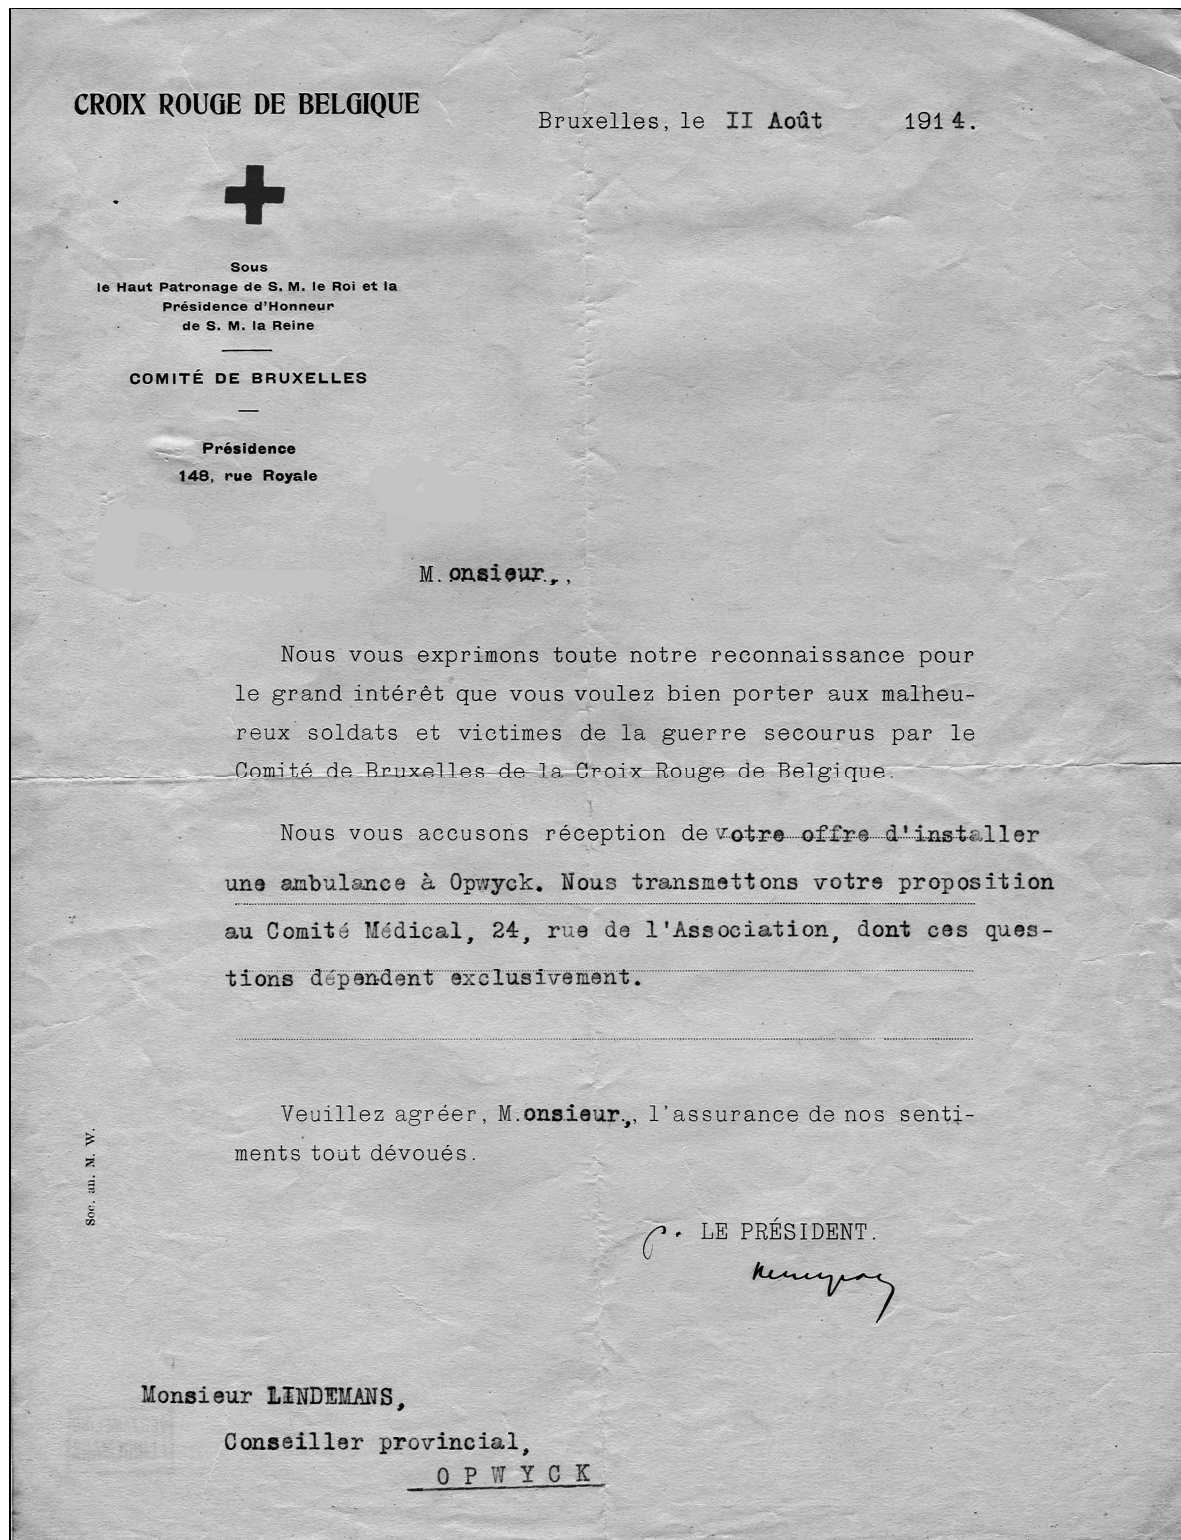 CROIX ROUGE DE BELGIQUE
Bruxelles, le II Août 1914.
Sous
le Haut Patronage de S. M. le Roi et la
Présidence d'Honneur
de S. M. la Reine
COMITÉ DE BRUXELLES
Présidence
148, rue Royale
M. onsieur.,,
Nous vous exprimons toute notre reconnaissance pour
le grand intérêt que vous voulez bien porter aux malheu-
reux soldats et victimes de la guerre secourus par le
Comité de Bruxelles de la Croix Rouge de Belgique.
Nous vous accusons réception de votre offre d'installer
une ambulance à Opwyck. Nous transmettons votre proposition
au Comité Médical, 24, rue de l'Association, dont ces ques-
tions dépendent exclusivement.
Veuillez agréer, M.onsieur.,, l'assurance de nos senti-
ments tout dévoués.
Soc. an. M. W.
p. LE PRÉSIDENT.
Monsieur LINDEMANS,
Conseiller provincial,
OPWYCK